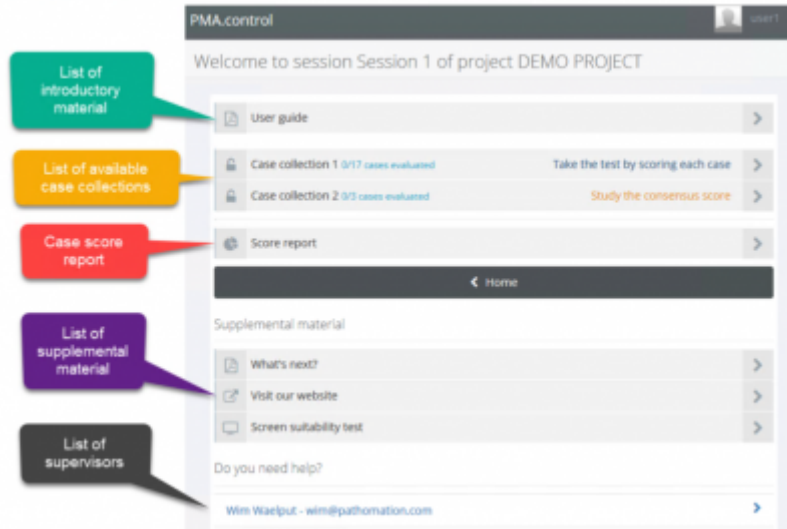 PMA.control
user1
Welcome to session Session 1 of project DEMO PROJECT
List of
introductory
material
User guide
List of available
case collections
Case collection 1 0/17 cases evaluated Take the test by scoring each case
Case collection 2 0/3 cases evaluated Study the consensus score
Case score
report
Score report
Home
Supplemental material
List of
supplemental
material
What's next?
Visit our website
Screen suitability test
List of
supervisors
Do you need help?
Wim Waelput - wim@pathomation.com